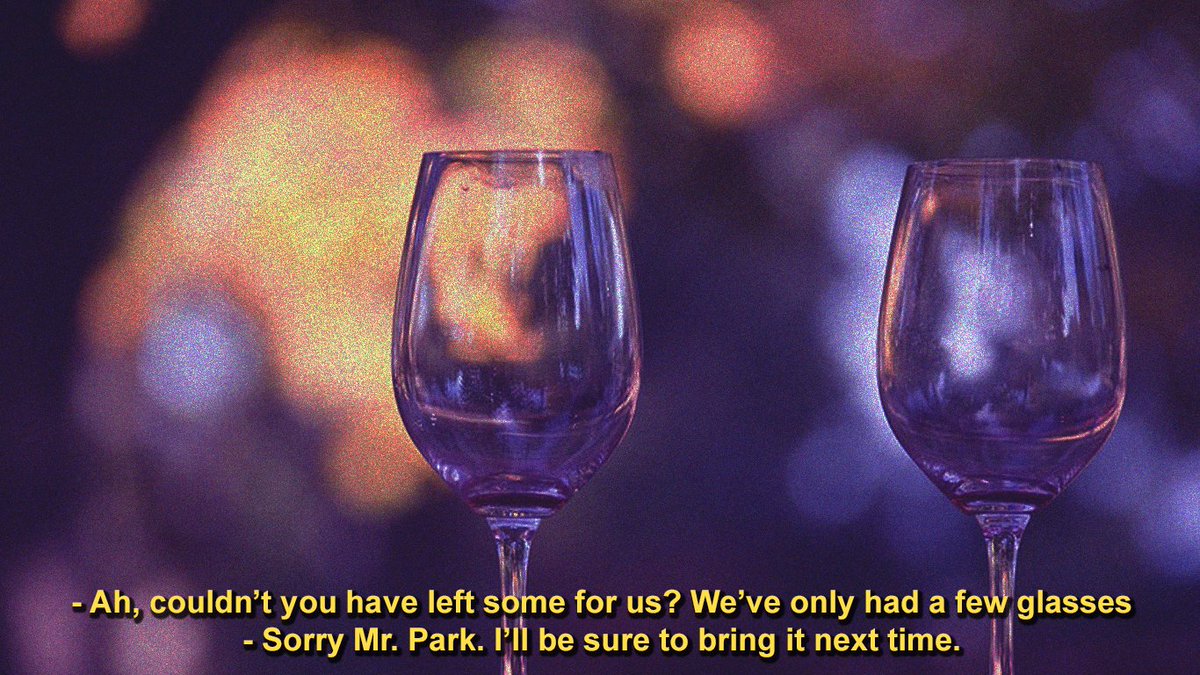 - Ah, couldn’t you have left some for us? We’ve only had a few glasses
- Sorry Mr. Park. I’ll be sure to bring it next time.